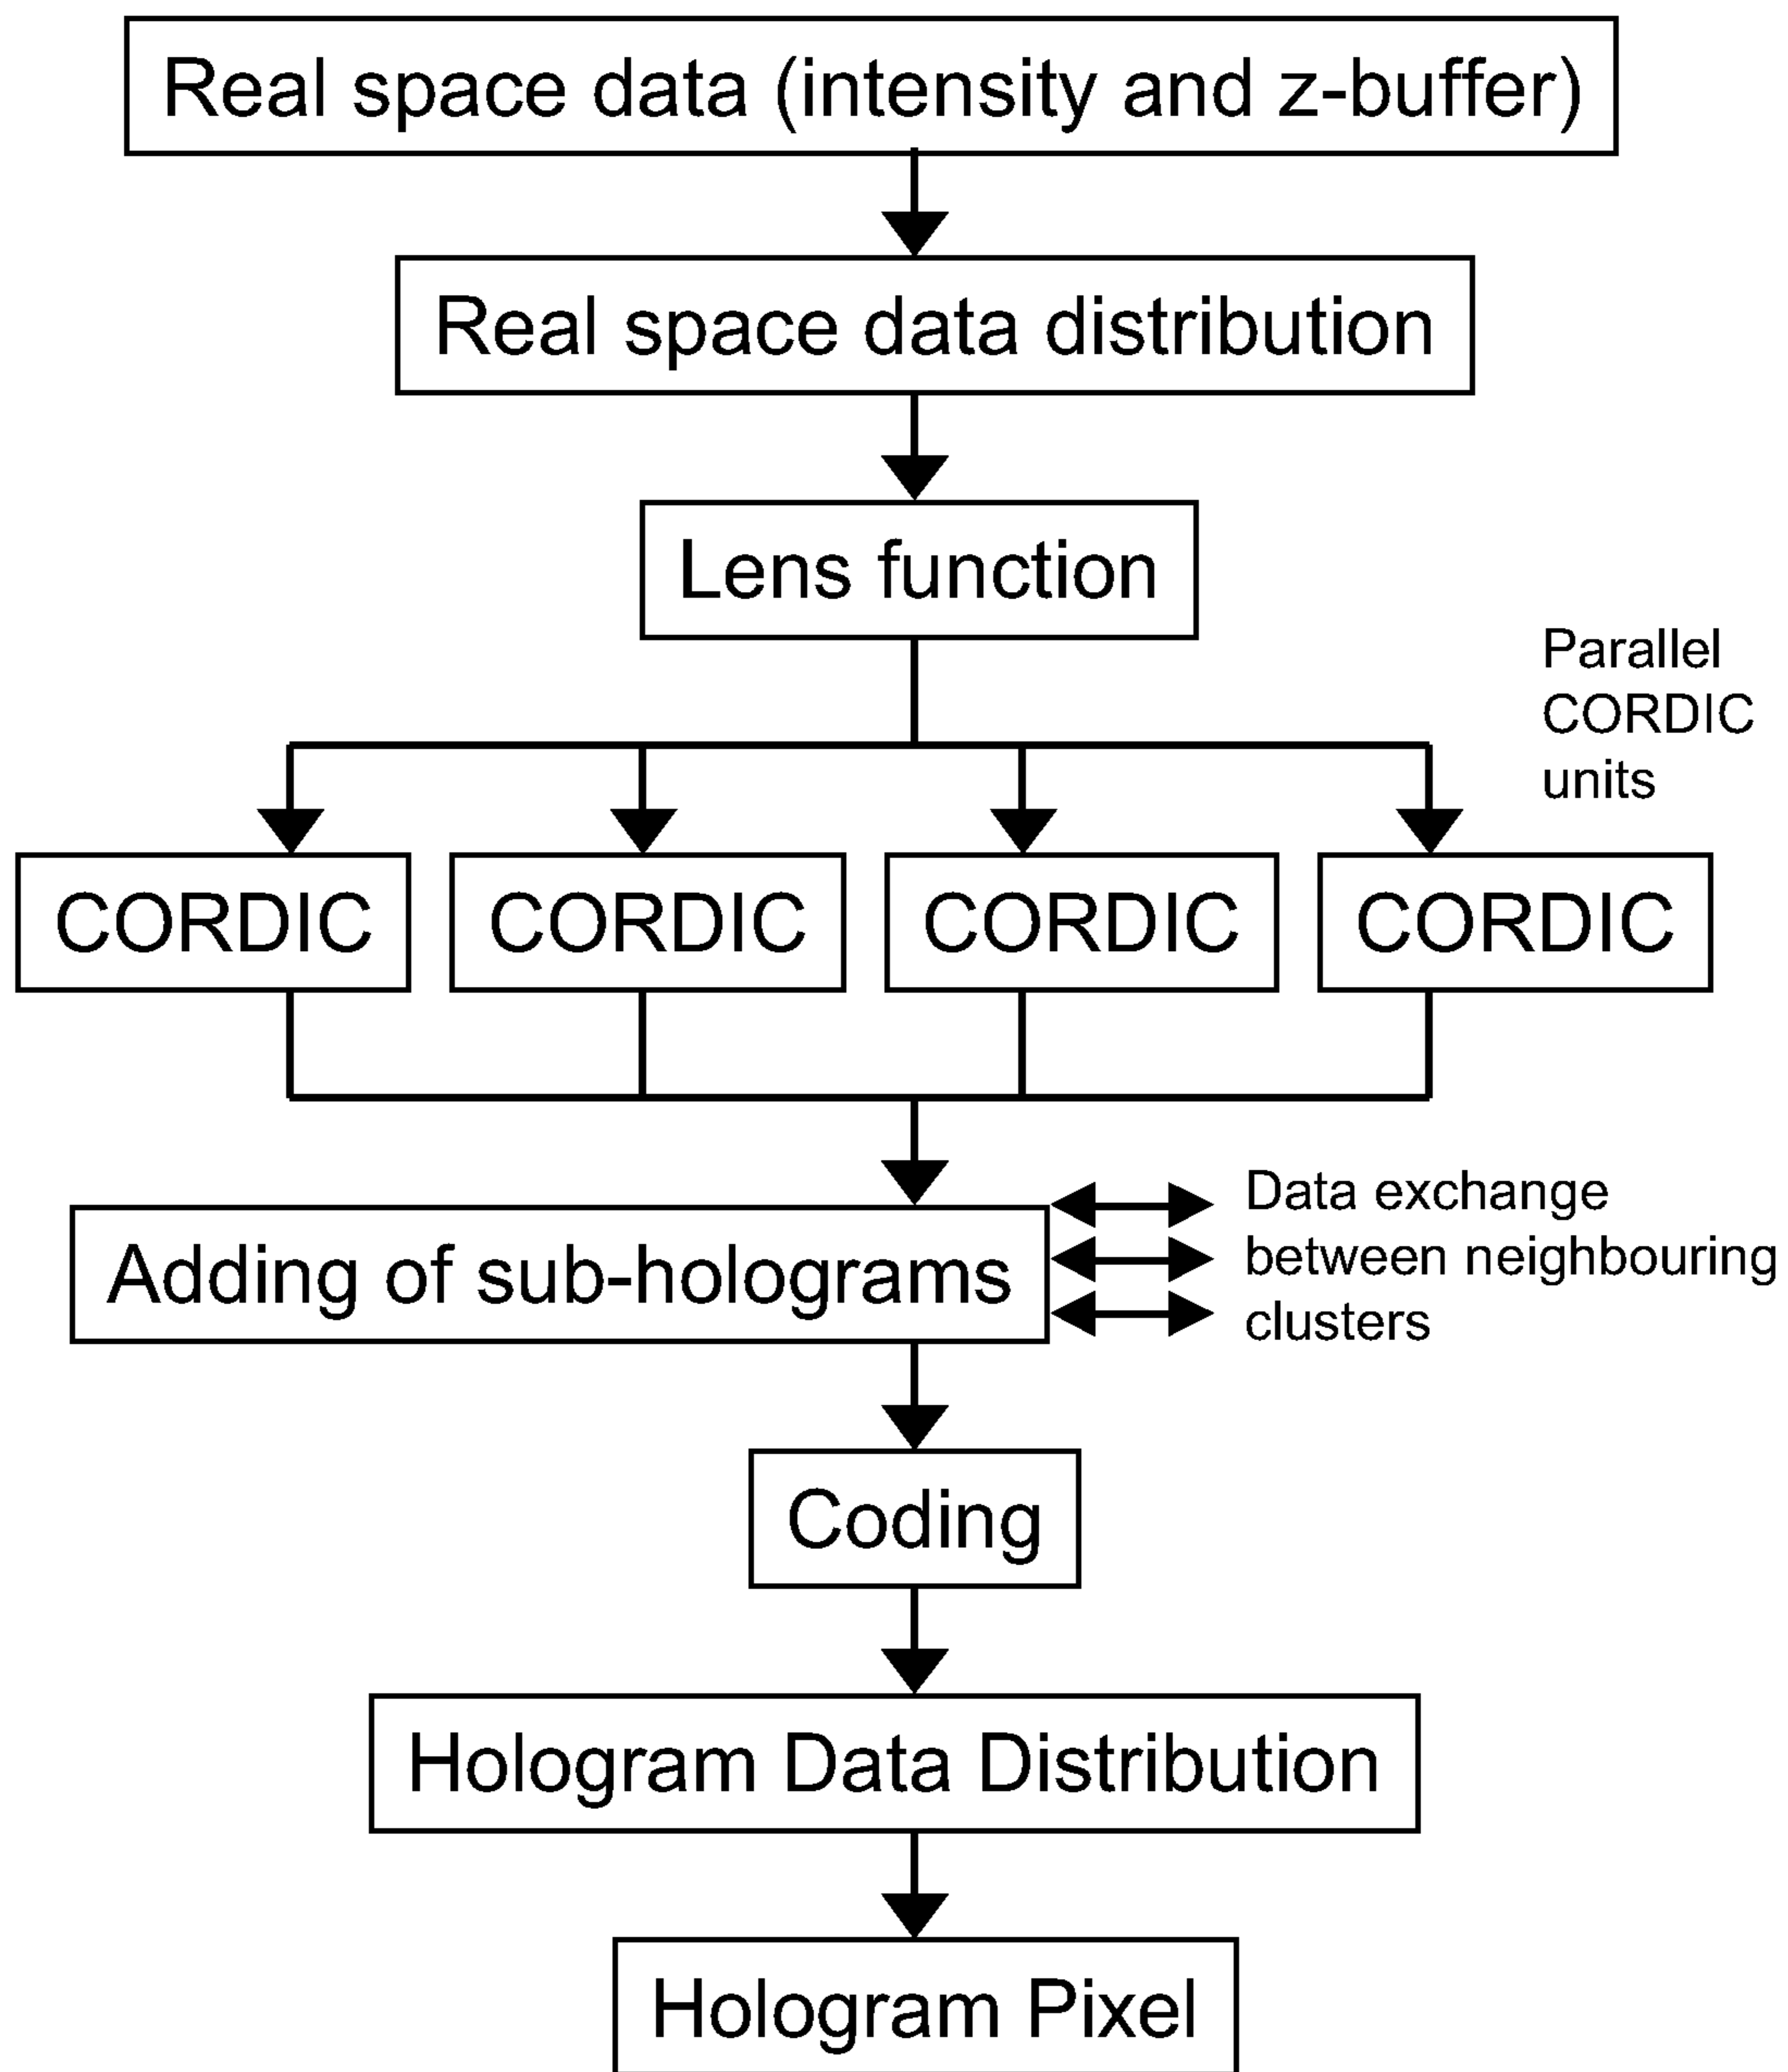 Real space data (intensity and z-buffer)
Real space data distribution
Lens function
Parallel
CORDIC
units
CORDIC CORDIC CORDIC CORDIC
Data exchange
between neighbouring
clusters
Adding of sub-holograms
Coding
Hologram Data Distribution
Hologram Pixel